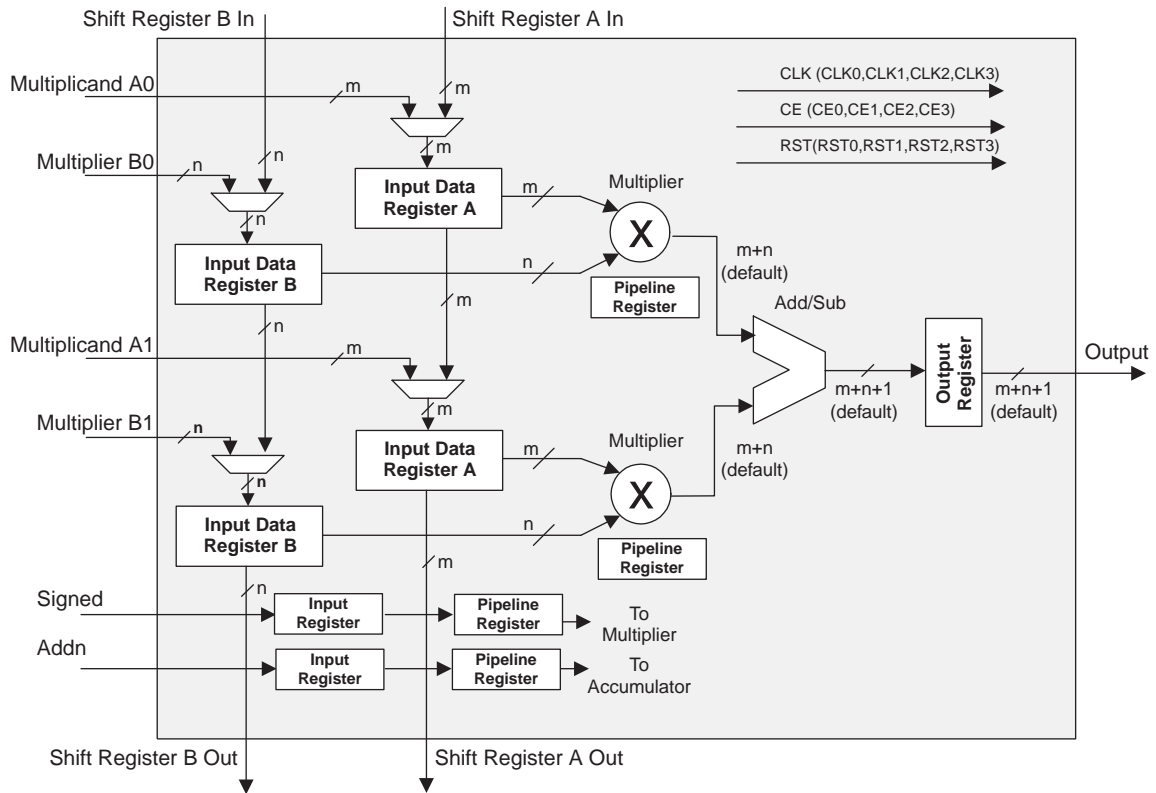 Shift Register B In
Shift Register A In
Multiplicand A0
m
m
CLK (CLK0,CLK1,CLK2,CLK3)
CE (CE0,CE1,CE2,CE3)
RST(RST0,RST1,RST2,RST3)
m
Multiplier B0
n
n
Input Data
Register A
m
Multiplier
X
n
Input Data
Register B
n
m+n
(default)
Pipeline
Register
m
Add/Sub
n
Multiplicand A1
m
Output
Output
Register
m+n+1
(default)
m+n+1
(default)
m
Multiplier B1
n
Input Data
Register A
m
Multiplier
X
m+n
(default)
n
Input Data
Register B
n
Pipeline
Register
m
n
Signed
Input
Register
Pipeline
Register
To
Multiplier
Addn
Input
Register
Pipeline
Register
To
Accumulator
Shift Register B Out
Shift Register A Out